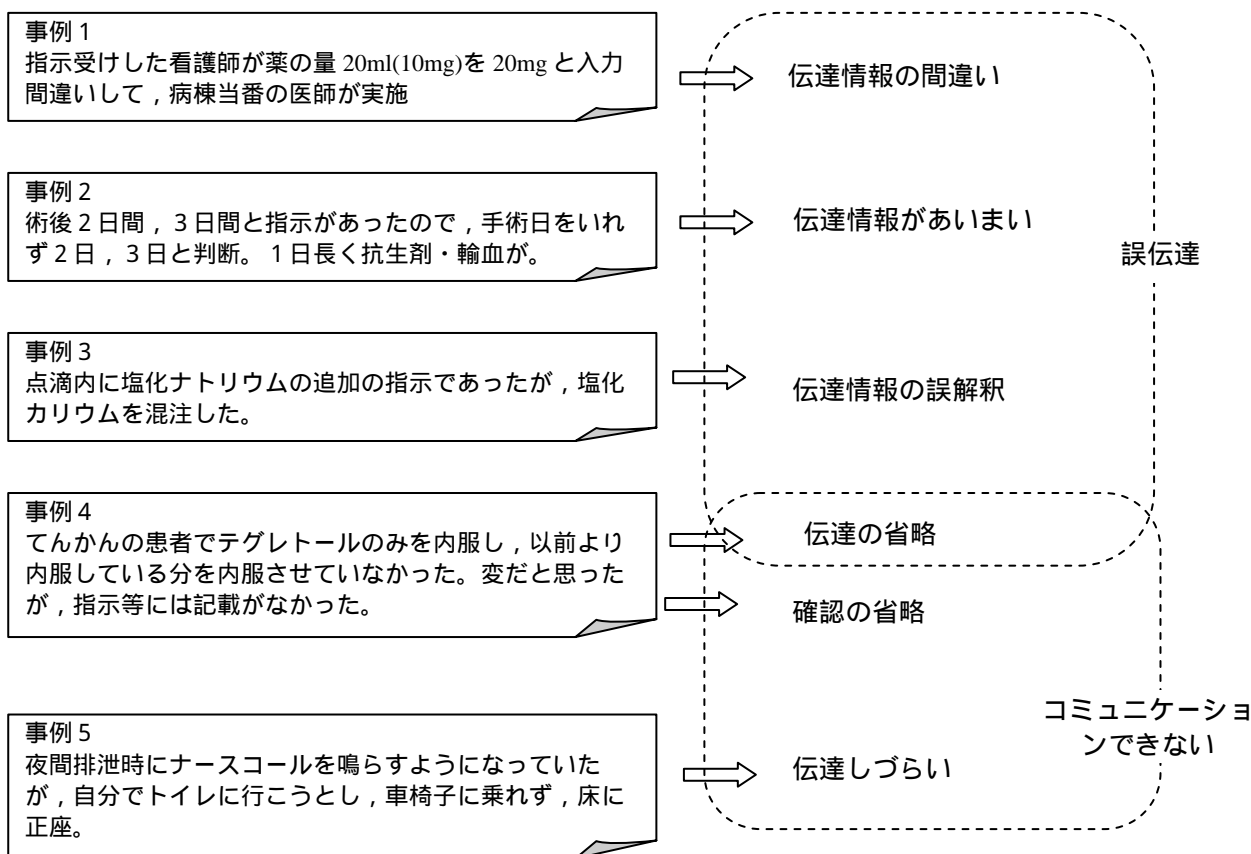 事例1
指示受けした看護師が薬の量 20ml(10mg)を 20mg と入力
間違いして,病棟当番の医師が実施
伝達情報の間違い
事例2
術後2日間,3日間と指示があったので,手術日をいれ
ず2日,3日と判断。1日長く抗生剤・輸血が。
伝達情報があいまい
誤伝達
事例3
点滴内に塩化ナトリウムの追加の指示であったが,塩化
カリウムを混注した。
伝達情報の誤解釈
事例4
てんかんの患者でテグレトールのみを内服し,以前より
内服している分を内服させていなかった。変だと思った
が,指示等には記載がなかった。
伝達の省略
確認の省略
コミュニケーショ
ンできない
事例5
夜間排泄時にナースコールを鳴らすようになっていた
が,自分でトイレに行こうとし,車椅子に乗れず,床に
正座。
伝達しづらい